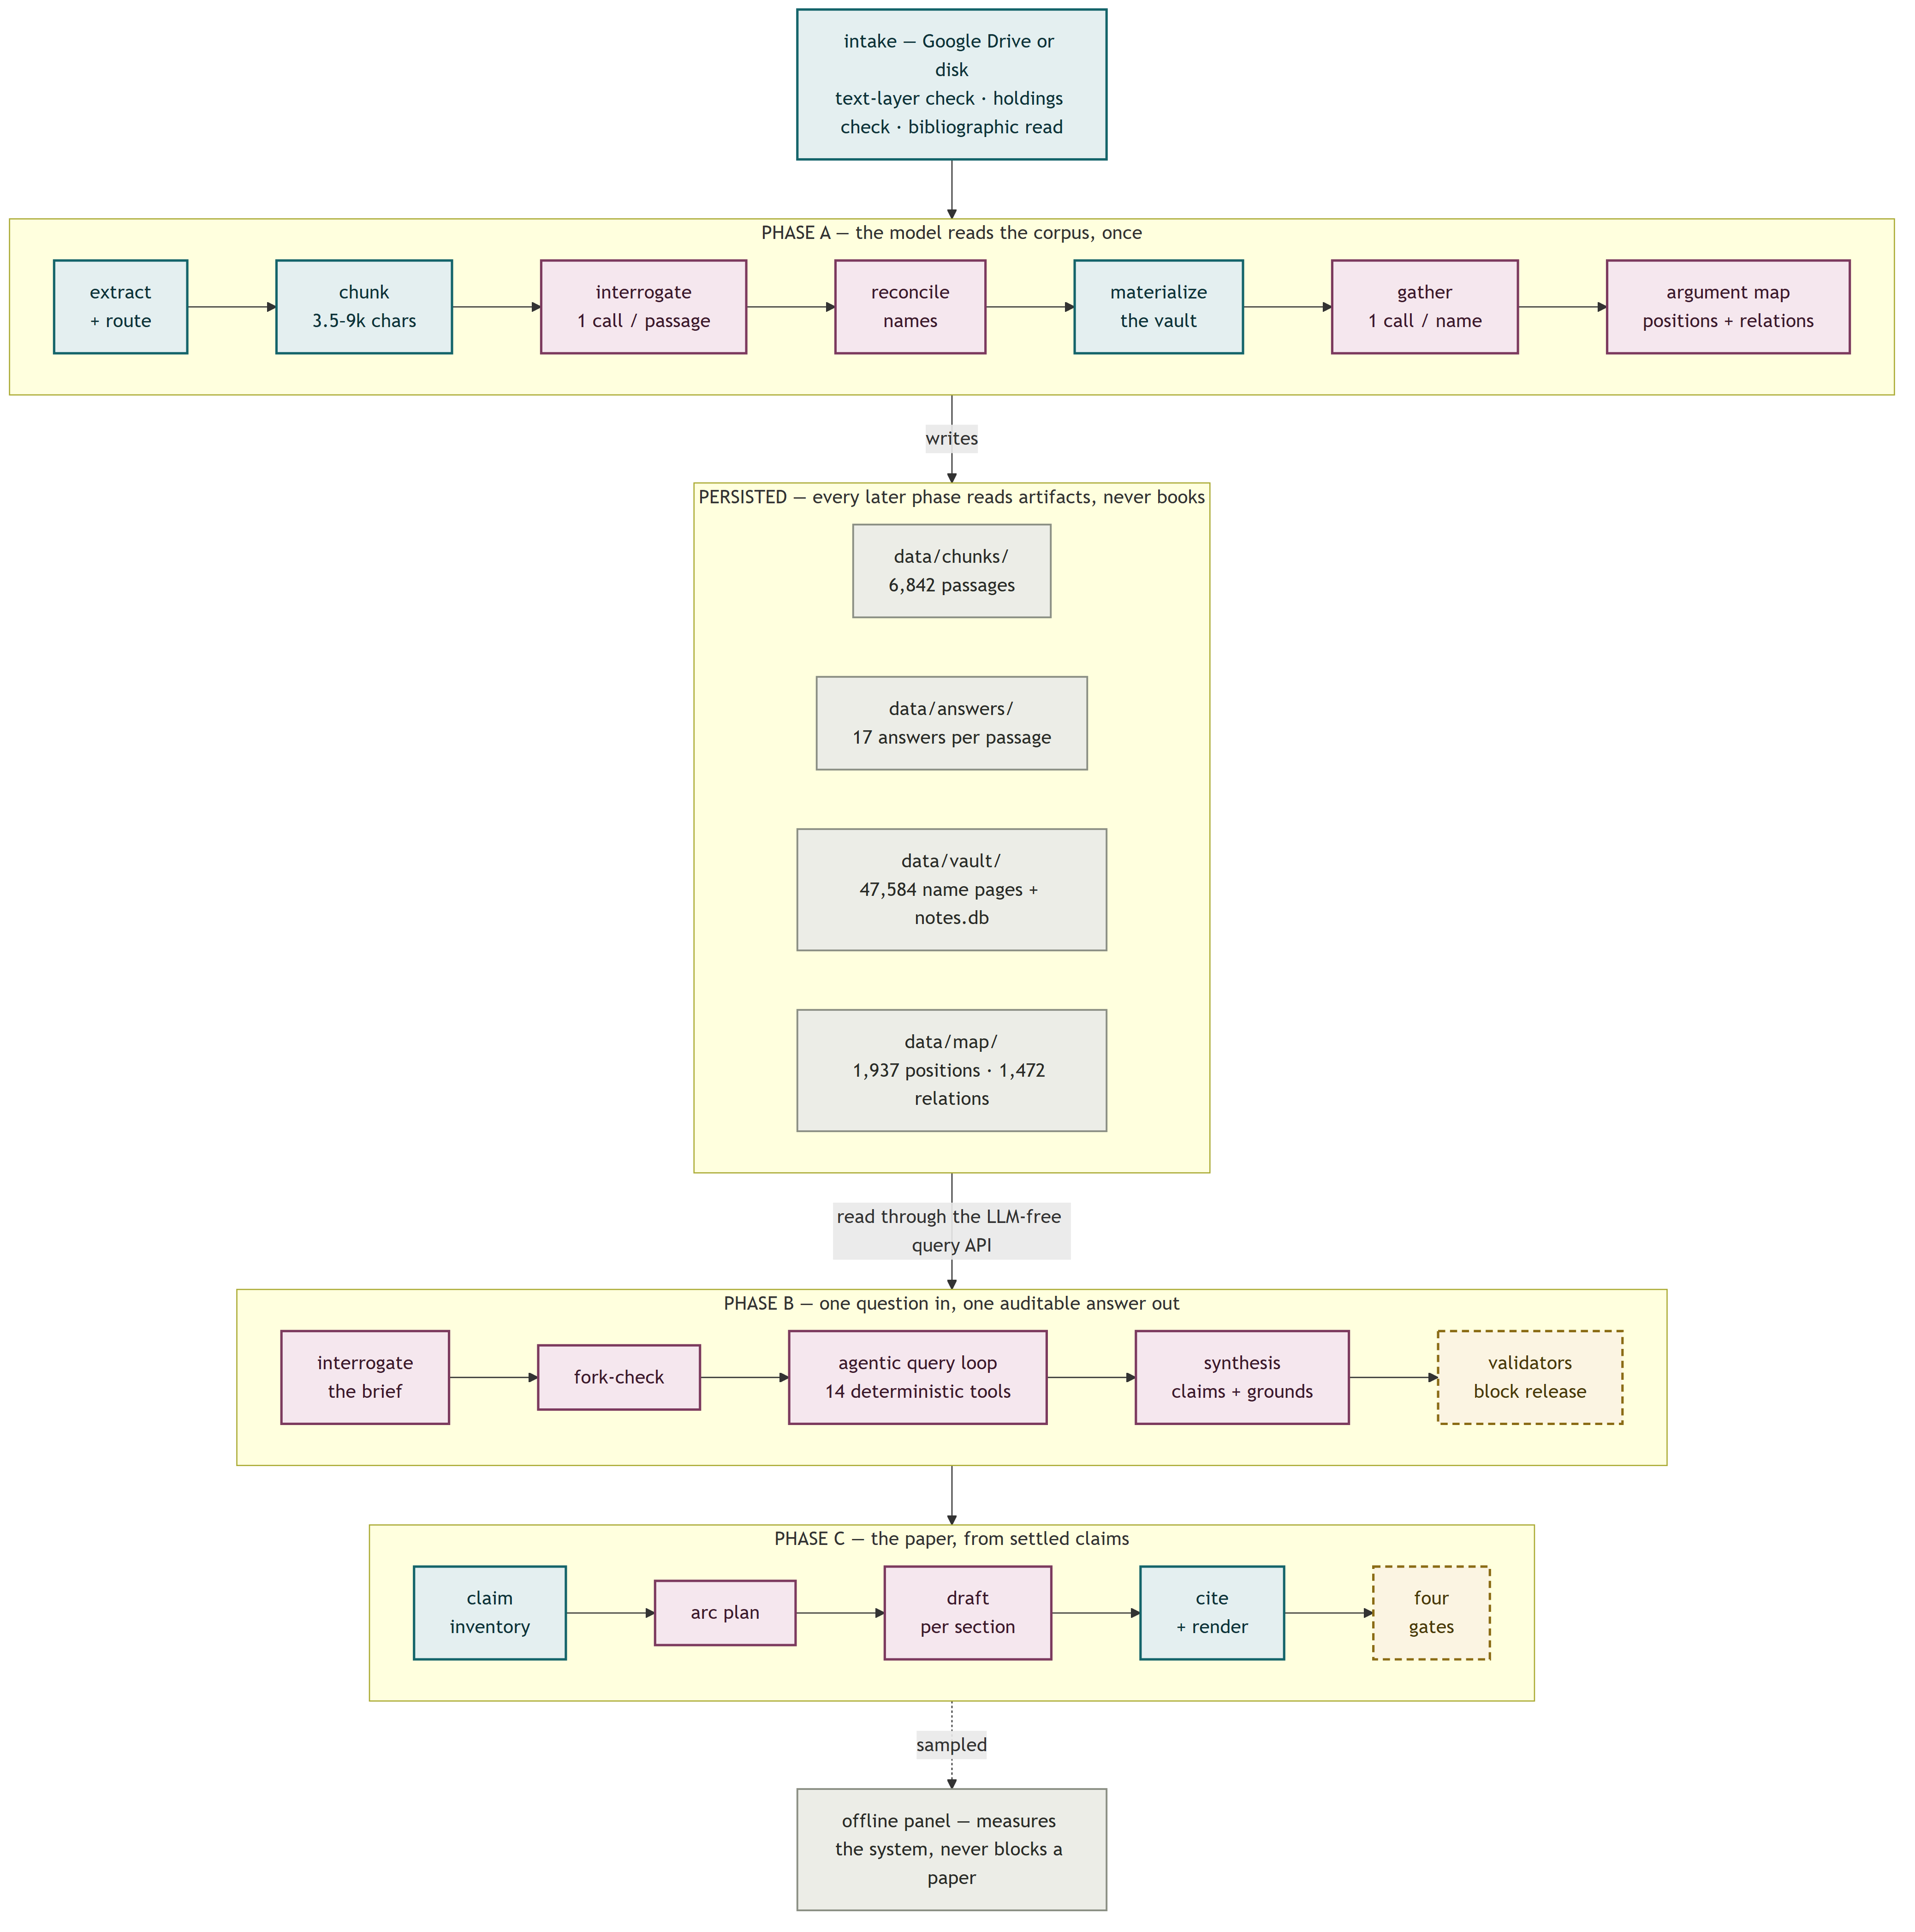 intake — Google Drive or
disk
text-layer check · holdings
check · bibliographic read
PHASE A — the model reads the corpus, once
extract
+ route
chunk
3.5–9k chars
interrogate
1 call / passage
reconcile
names
materialize
the vault
gather
1 call / name
argument map
positions + relations
writes
PERSISTED — every later phase reads artifacts, never books
data/chunks/
6,842 passages
data/answers/
17 answers per passage
data/vault/
47,584 name pages +
notes.db
data/map/
1,937 positions · 1,472
relations
read through the LLM-free
query API
PHASE B — one question in, one auditable answer out
interrogate
the brief
fork-check
agentic query loop
14 deterministic tools
synthesis
claims + grounds
validators
block release
PHASE C — the paper, from settled claims
claim
inventory
arc plan
draft
per section
cite
+ render
four
gates
sampled
offline panel — measures
the system, never blocks a
paper